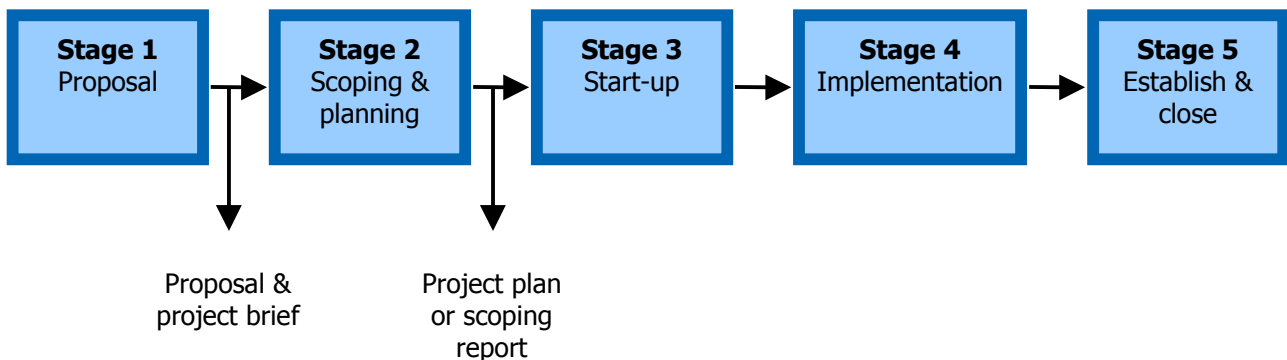 Stage 1
Proposal
Stage 2
Scoping &
planning
Stage 3
Start-up
Stage 4
Implementation
Stage 5
Establish &
close
Proposal &
project brief
Project plan
or scoping
report